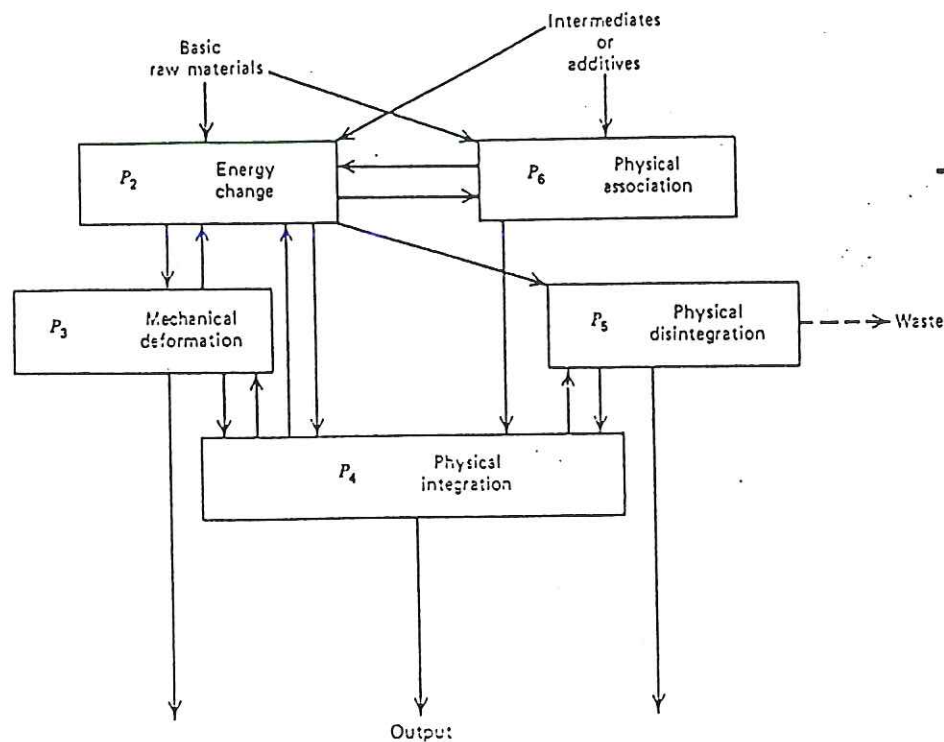 Intermediates
or
additives
Basic
raw materials
P₂ Energy
change
P₆ Physical
association
P₃ Mechanical
deformation
P₅ Physical
disintegration
Waste
P₄ Physical
integration
Output